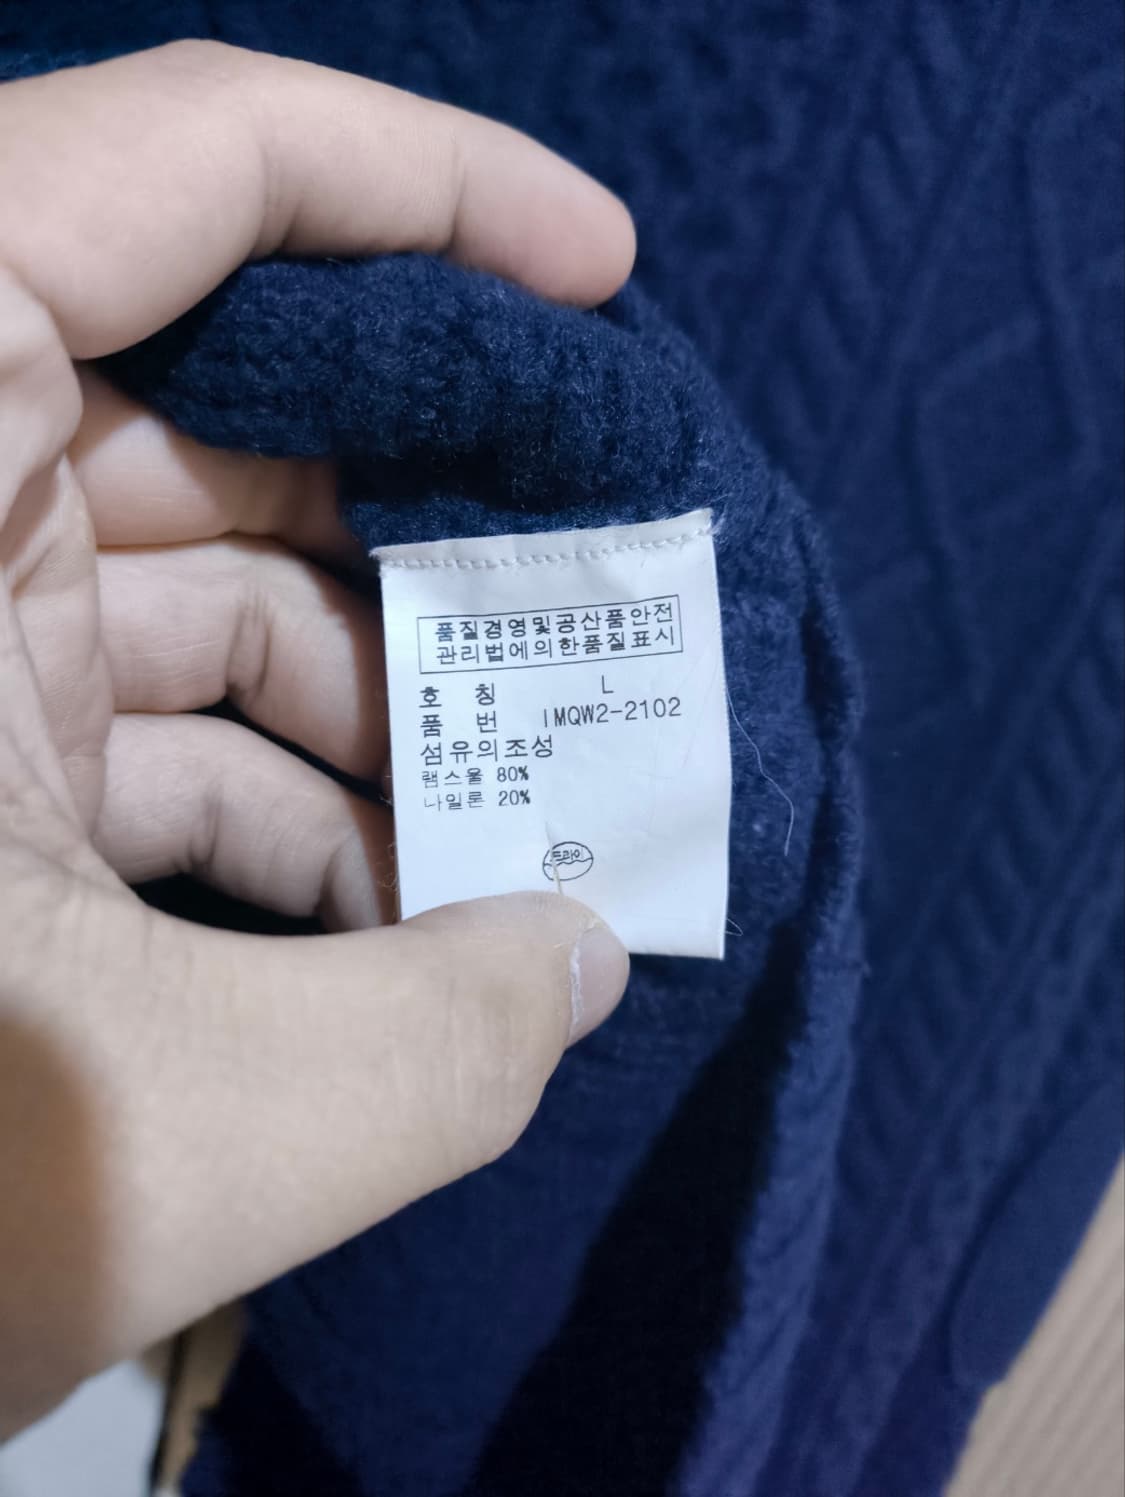 품질경영및공산품안전
관리법에의한품질표시
호 칭 L
품 번 IMQW2-2102
섬유의조성
램스울 80%
나일론 20%
드라이